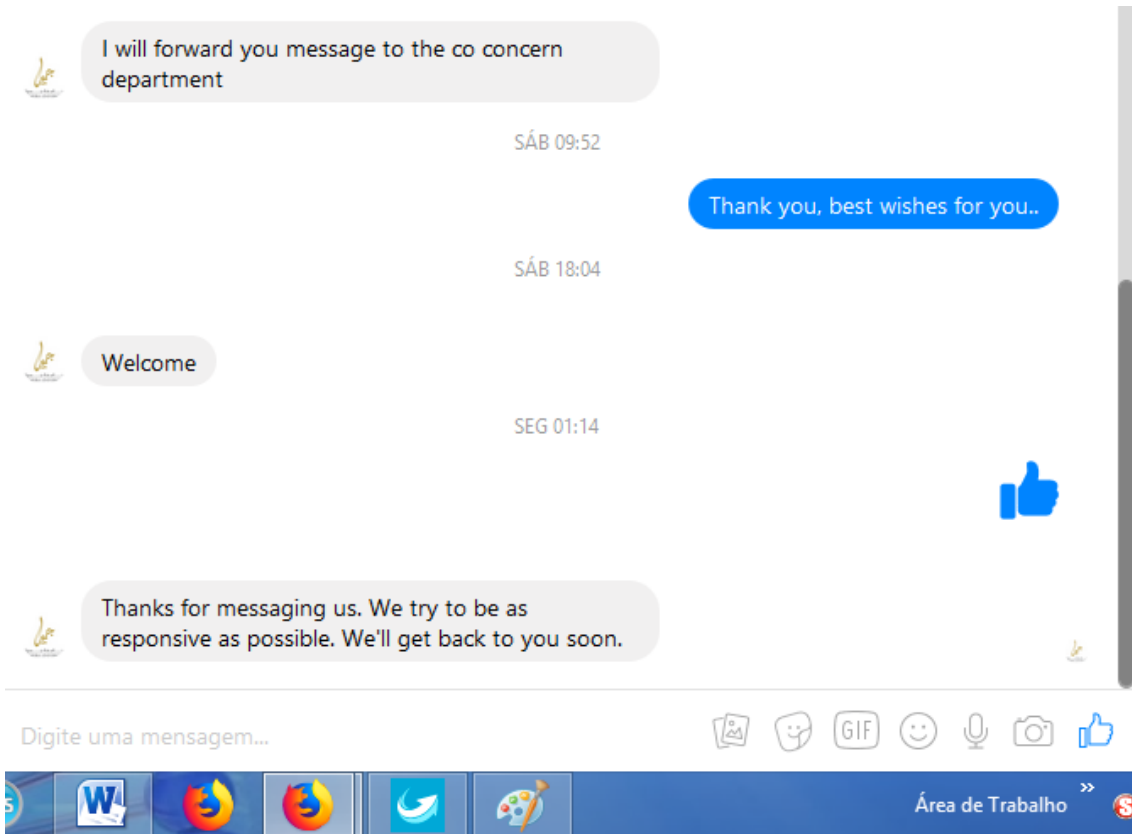 I will forward you message to the co concern
department
SÁB 09:52
Thank you, best wishes for you..
SÁB 18:04
Welcome
SEG 01:14
Thanks for messaging us. We try to be as
responsive as possible. We'll get back to you soon.
Digite uma mensagem...
GIF
W
Área de Trabalho
»
S